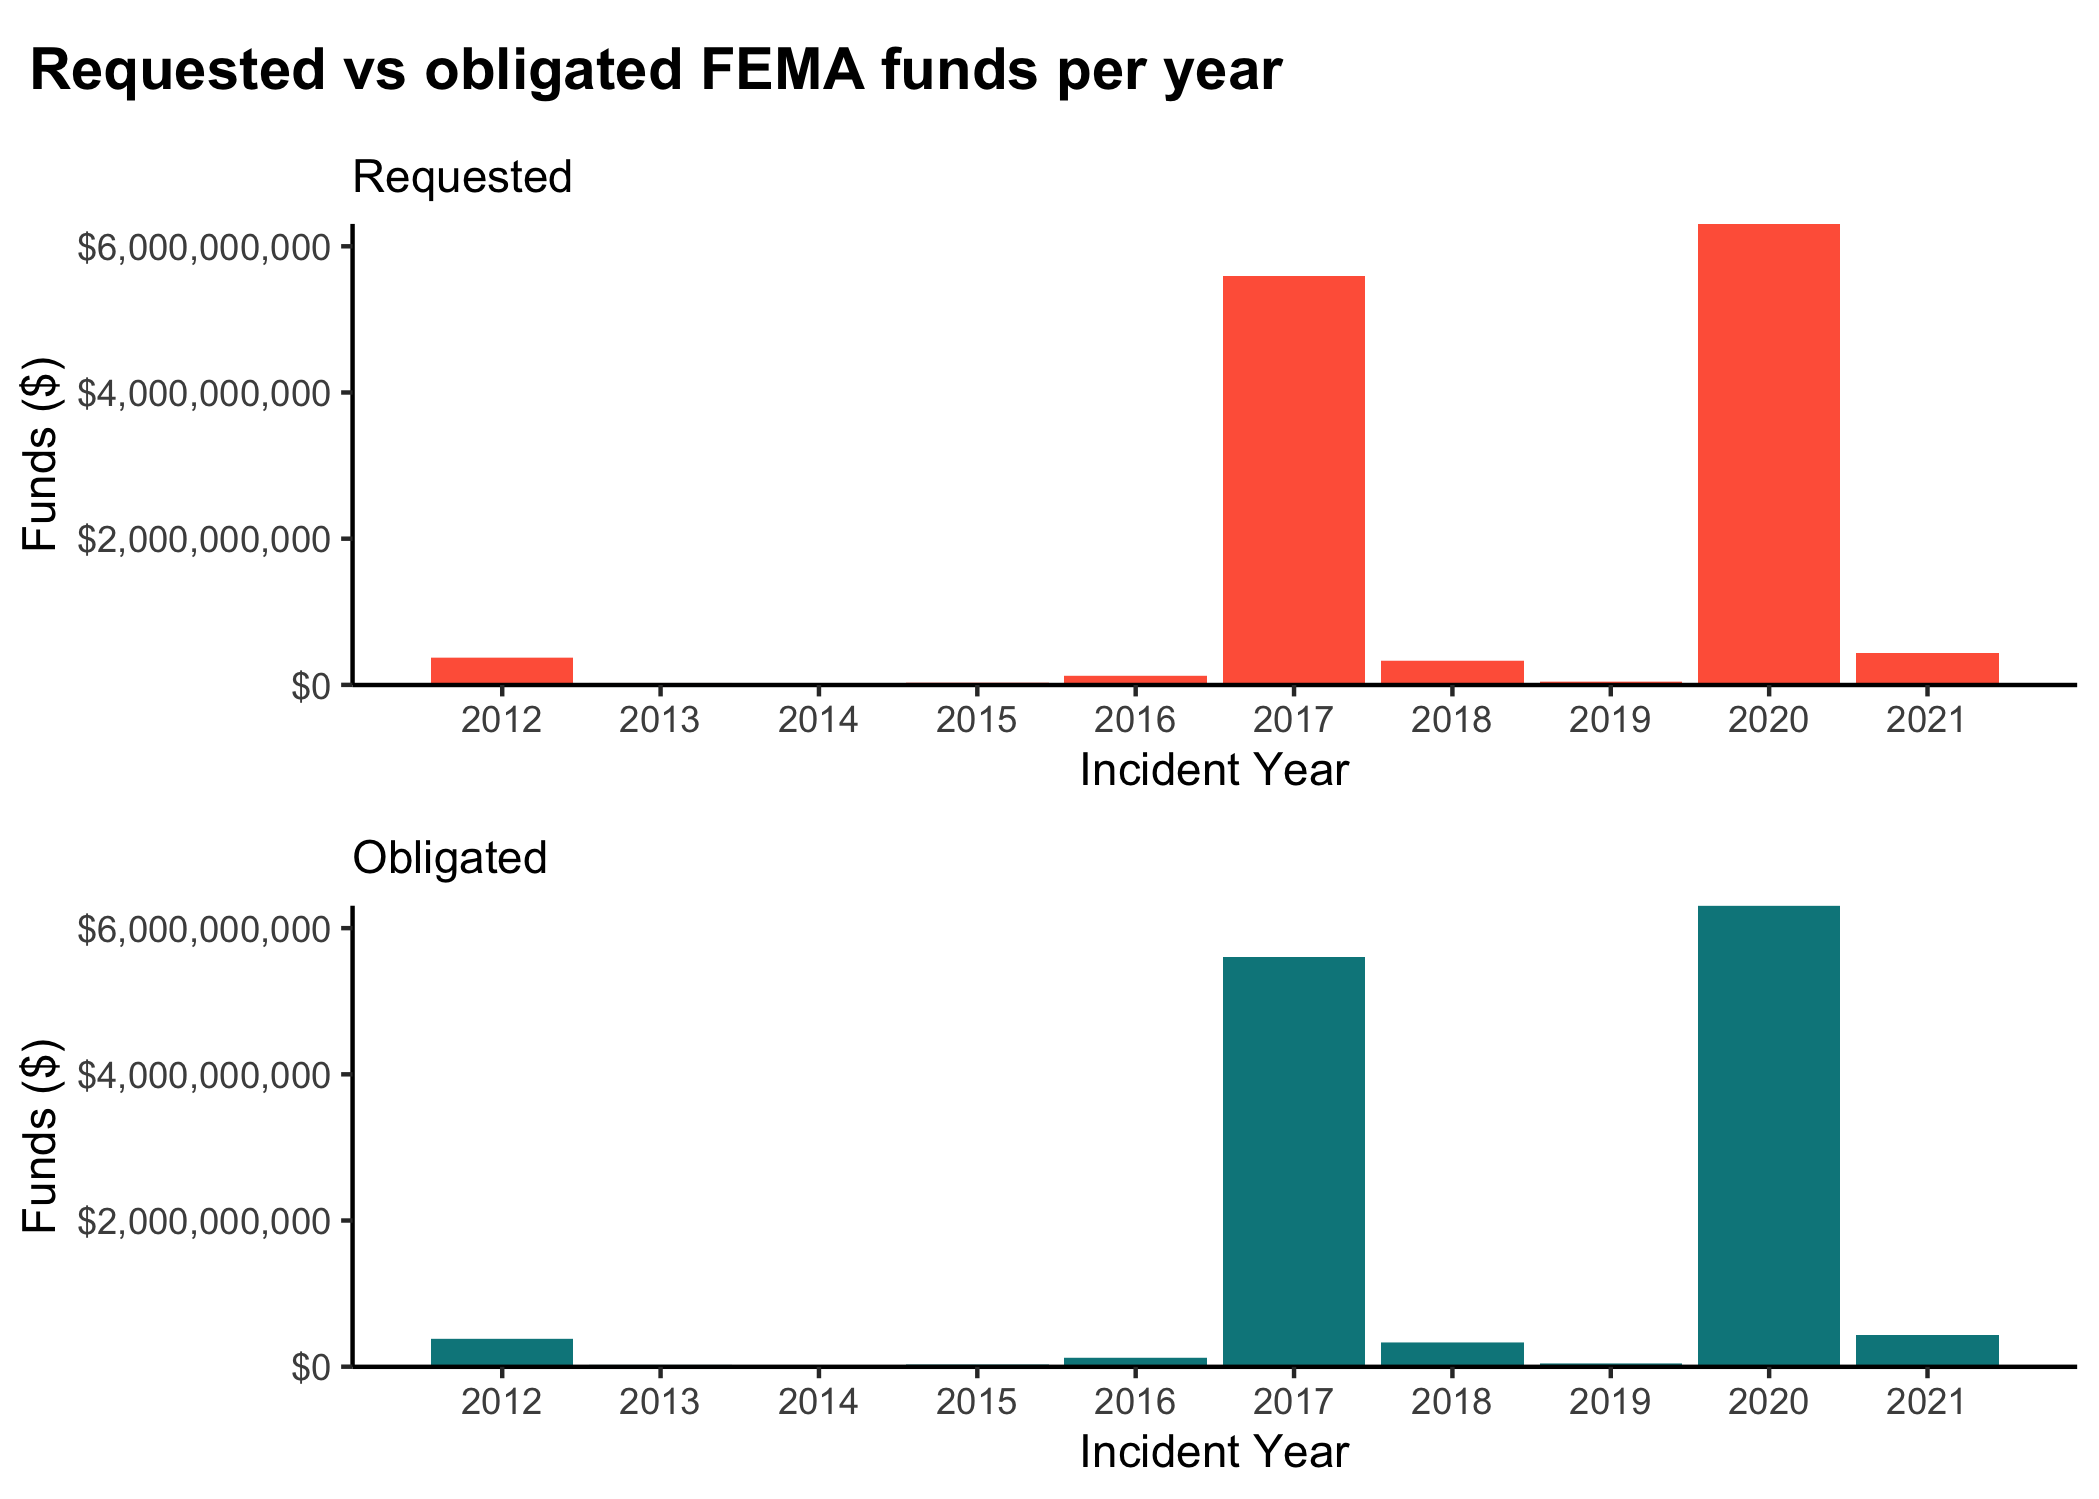 Requested vs obligated FEMA funds per year
Requested
Funds ($)
$6,000,000,000
$4,000,000,000
$2,000,000,000
$0
2012 2013 2014 2015 2016 2017 2018 2019 2020 2021
Incident Year
Obligated
Funds ($)
$6,000,000,000
$4,000,000,000
$2,000,000,000
$0
2012 2013 2014 2015 2016 2017 2018 2019 2020 2021
Incident Year